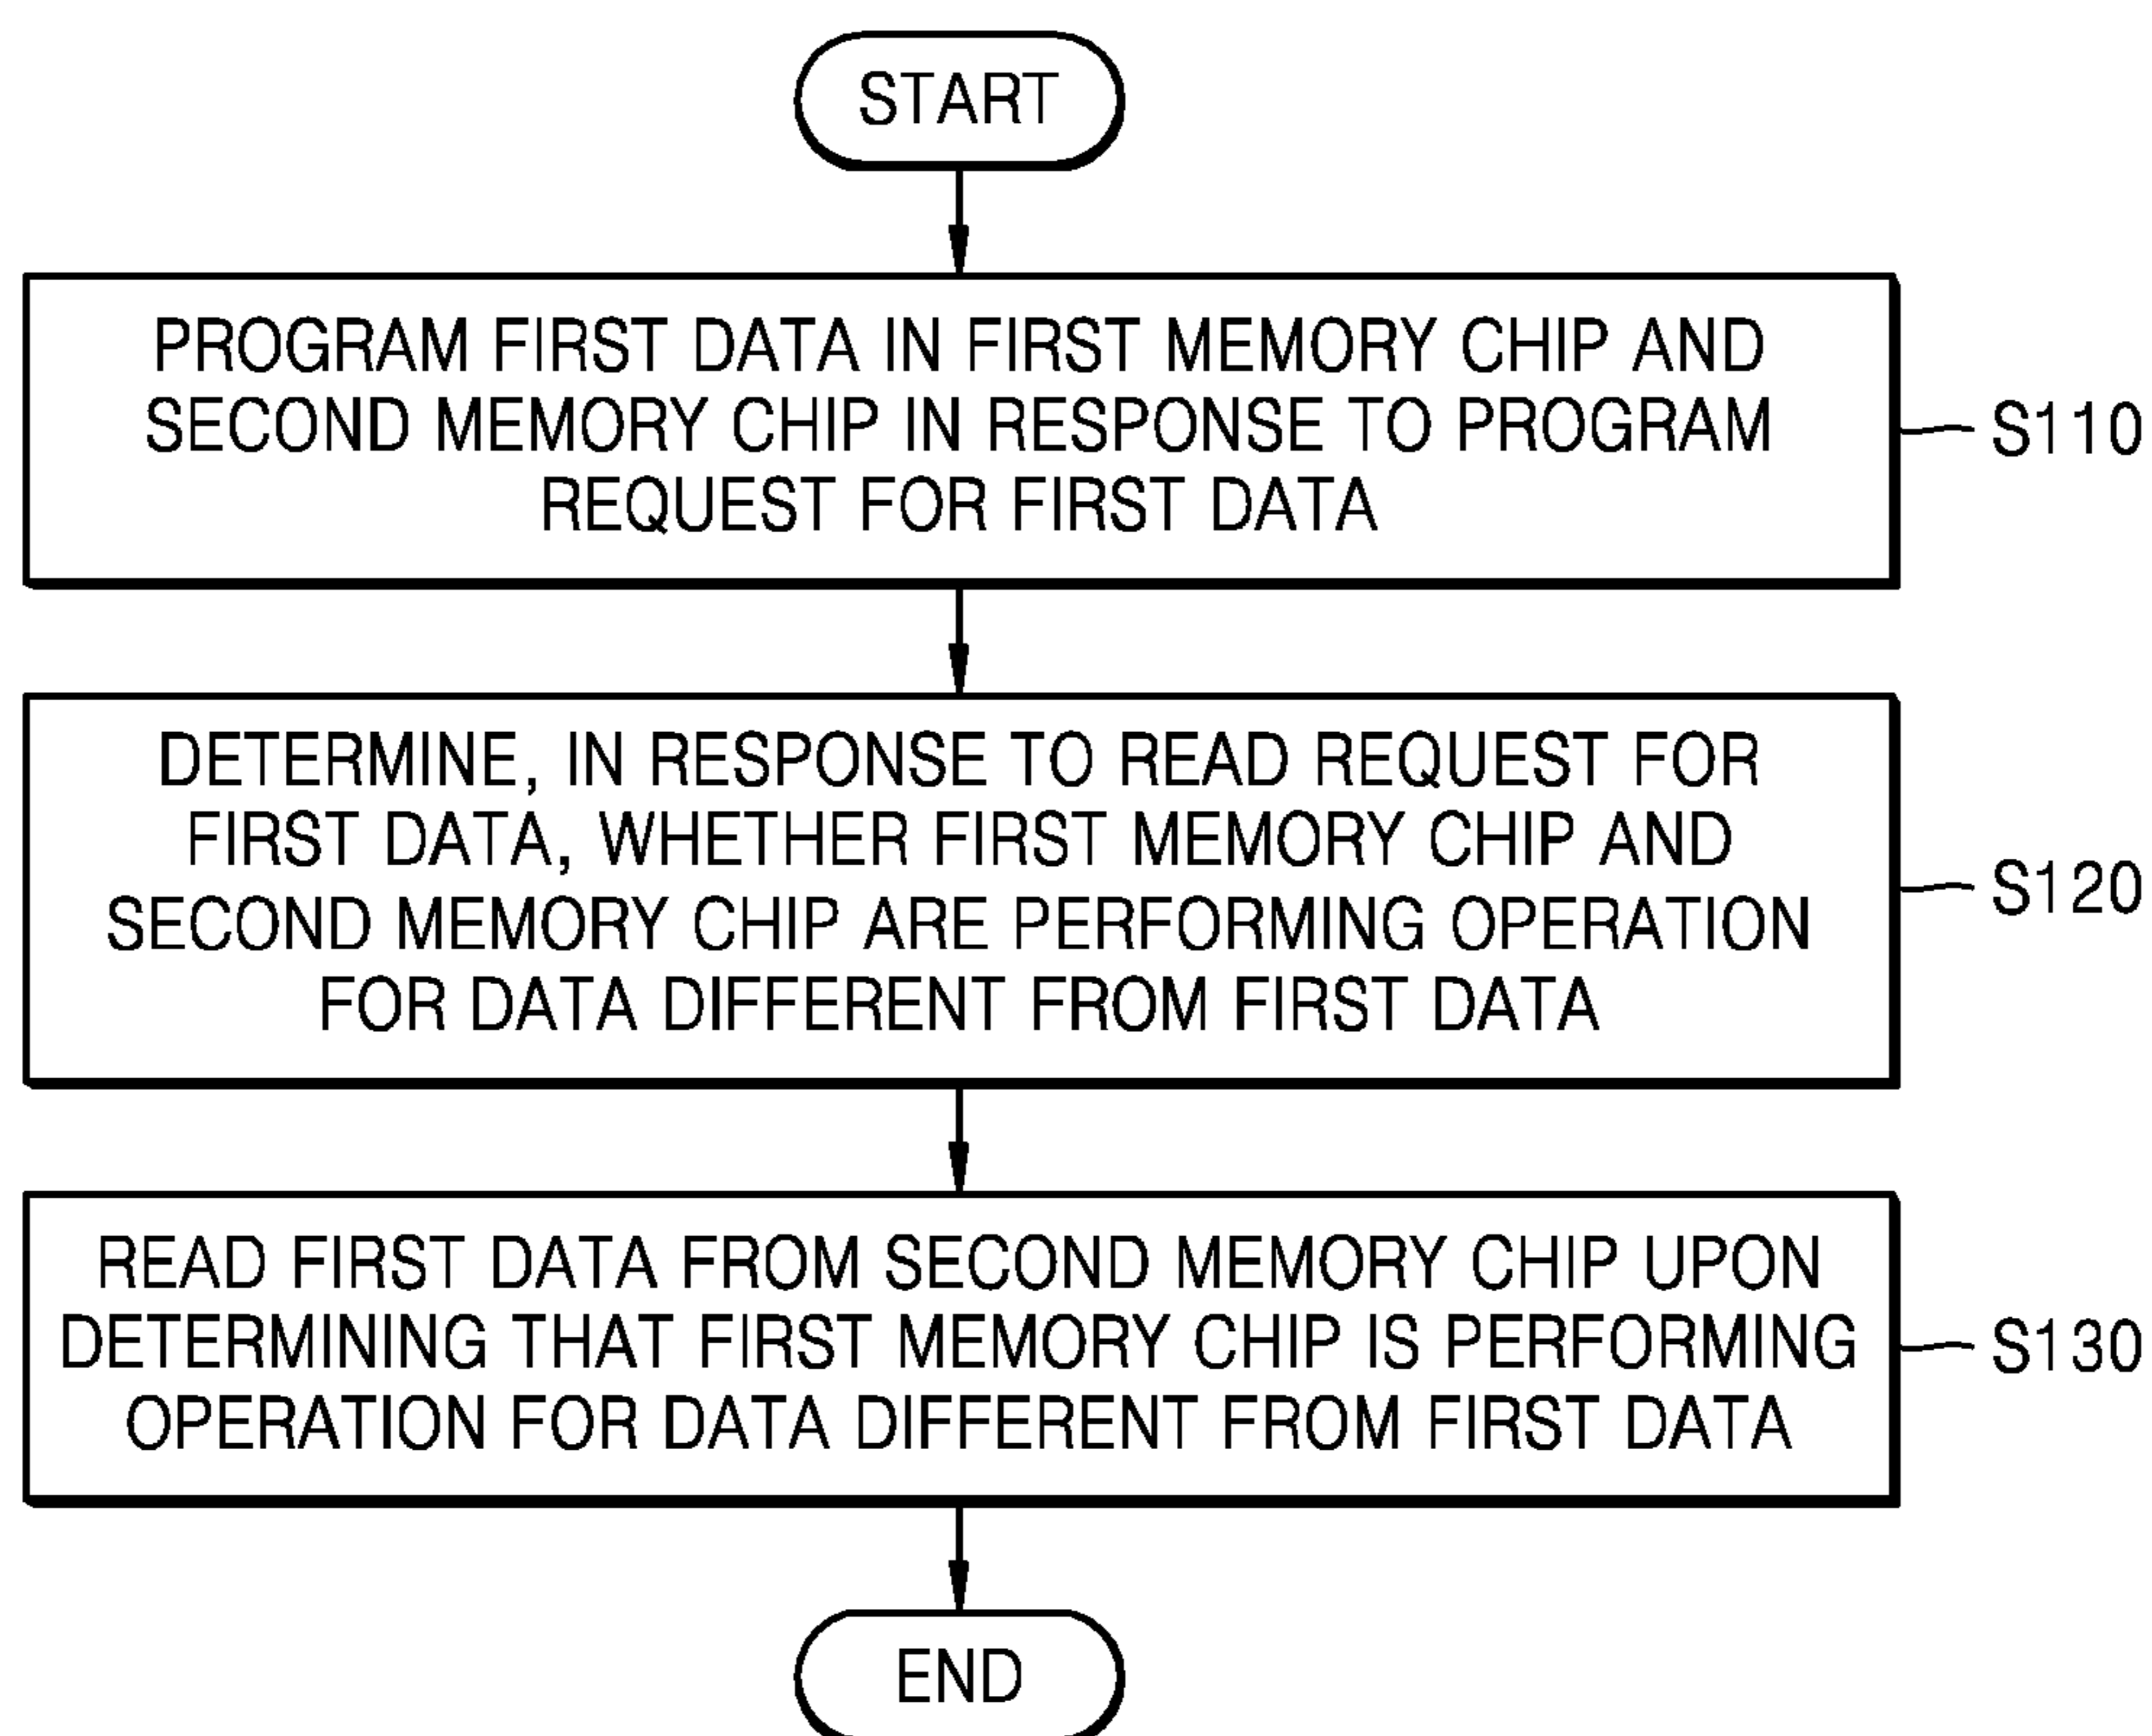 START
PROGRAM FIRST DATA IN FIRST MEMORY CHIP AND
SECOND MEMORY CHIP IN RESPONSE TO PROGRAM
REQUEST FOR FIRST DATA
S110
DETERMINE, IN RESPONSE TO READ REQUEST FOR
FIRST DATA, WHETHER FIRST MEMORY CHIP AND
SECOND MEMORY CHIP ARE PERFORMING OPERATION
FOR DATA DIFFERENT FROM FIRST DATA
S120
READ FIRST DATA FROM SECOND MEMORY CHIP UPON
DETERMINING THAT FIRST MEMORY CHIP IS PERFORMING
OPERATION FOR DATA DIFFERENT FROM FIRST DATA
S130
END